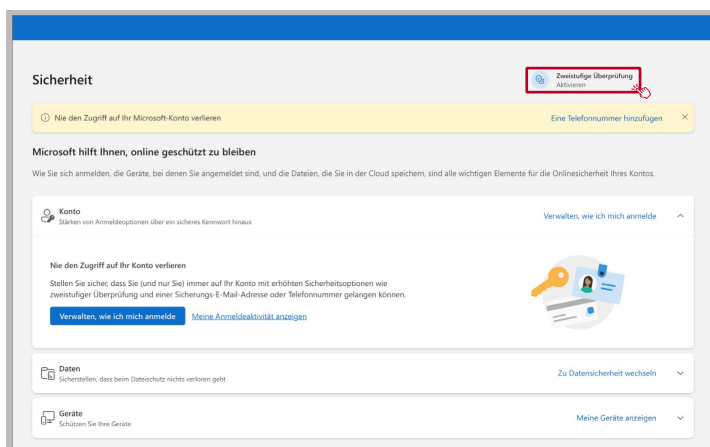 Sicherheit
Zweistufige Überprüfung
Aktivieren
Nie den Zugriff auf Ihr Microsoft-Konto verlieren
Eine Telefonnummer hinzufügen
Microsoft hilft Ihnen, online geschützt zu bleiben
Wie Sie sich anmelden, die Geräte, bei denen Sie angemeldet sind, und die Dateien, die Sie in der Cloud speichern, sind alle wichtigen Elemente für die Onlinesicherheit Ihres Kontos.
Konto
Stärken von Anmeldeoptionen über ein sicheres Kennwort hinaus
Verwalten, wie ich mich anmelde
Nie den Zugriff auf Ihr Konto verlieren
Stellen Sie sicher, dass Sie (und nur Sie) immer auf Ihr Konto mit erhöhten Sicherheitsoptionen wie
zweistufiger Überprüfung und einer Sicherungs-E-Mail-Adresse oder Telefonnummer gelangen können.
Verwalten, wie ich mich anmelde
Meine Anmeldeaktivität anzeigen
Daten
Sicherstellen, dass beim Dateischutz nichts verloren geht
Zu Datensicherheit wechseln
Geräte
Schützen Sie Ihre Geräte
Meine Geräte anzeigen